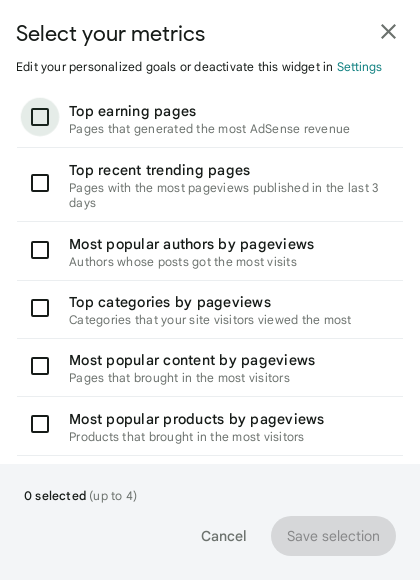 Select your metrics
Edit your personalized goals or deactivate this widget in Settings
Top earning pages
Pages that generated the most AdSense revenue
Top recent trending pages
Pages with the most pageviews published in the last 3
days
Most popular authors by pageviews
Authors whose posts got the most visits
Top categories by pageviews
Categories that your site visitors viewed the most
Most popular content by pageviews
Pages that brought in the most visitors
Most popular products by pageviews
Products that brought in the most visitors
0 selected (up to 4)
Cancel Save selection